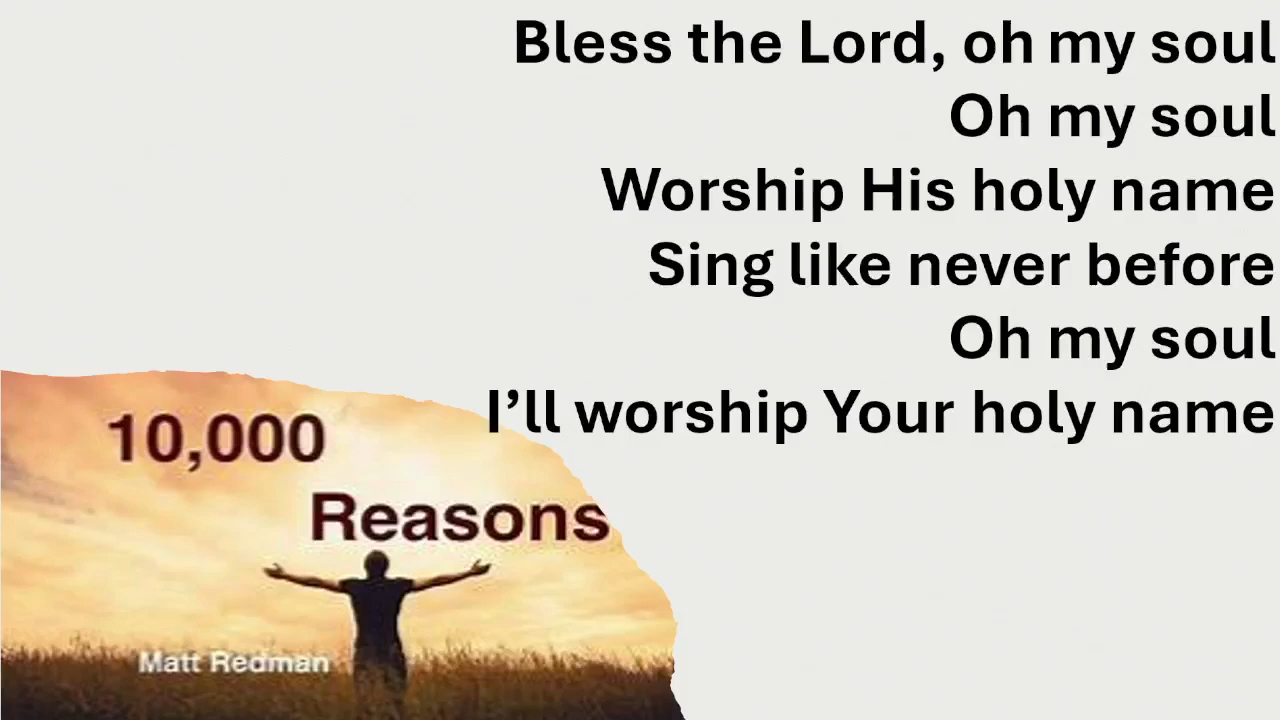 Bless the Lord, oh my soul
Oh my soul
Worship His holy name
Sing like never before
Oh my soul
I’ll worship Your holy name
10,000
Reasons
Matt Redman